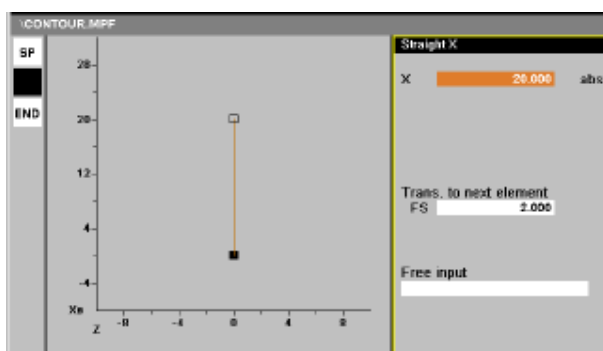 \CONTOUR.MPF
SP
END
28
20
12
4
-4
Xø
Z
-8
-4
0
4
8
Straight X
X 20.000 abs
Trans. to next element
FS 2.000
Free input